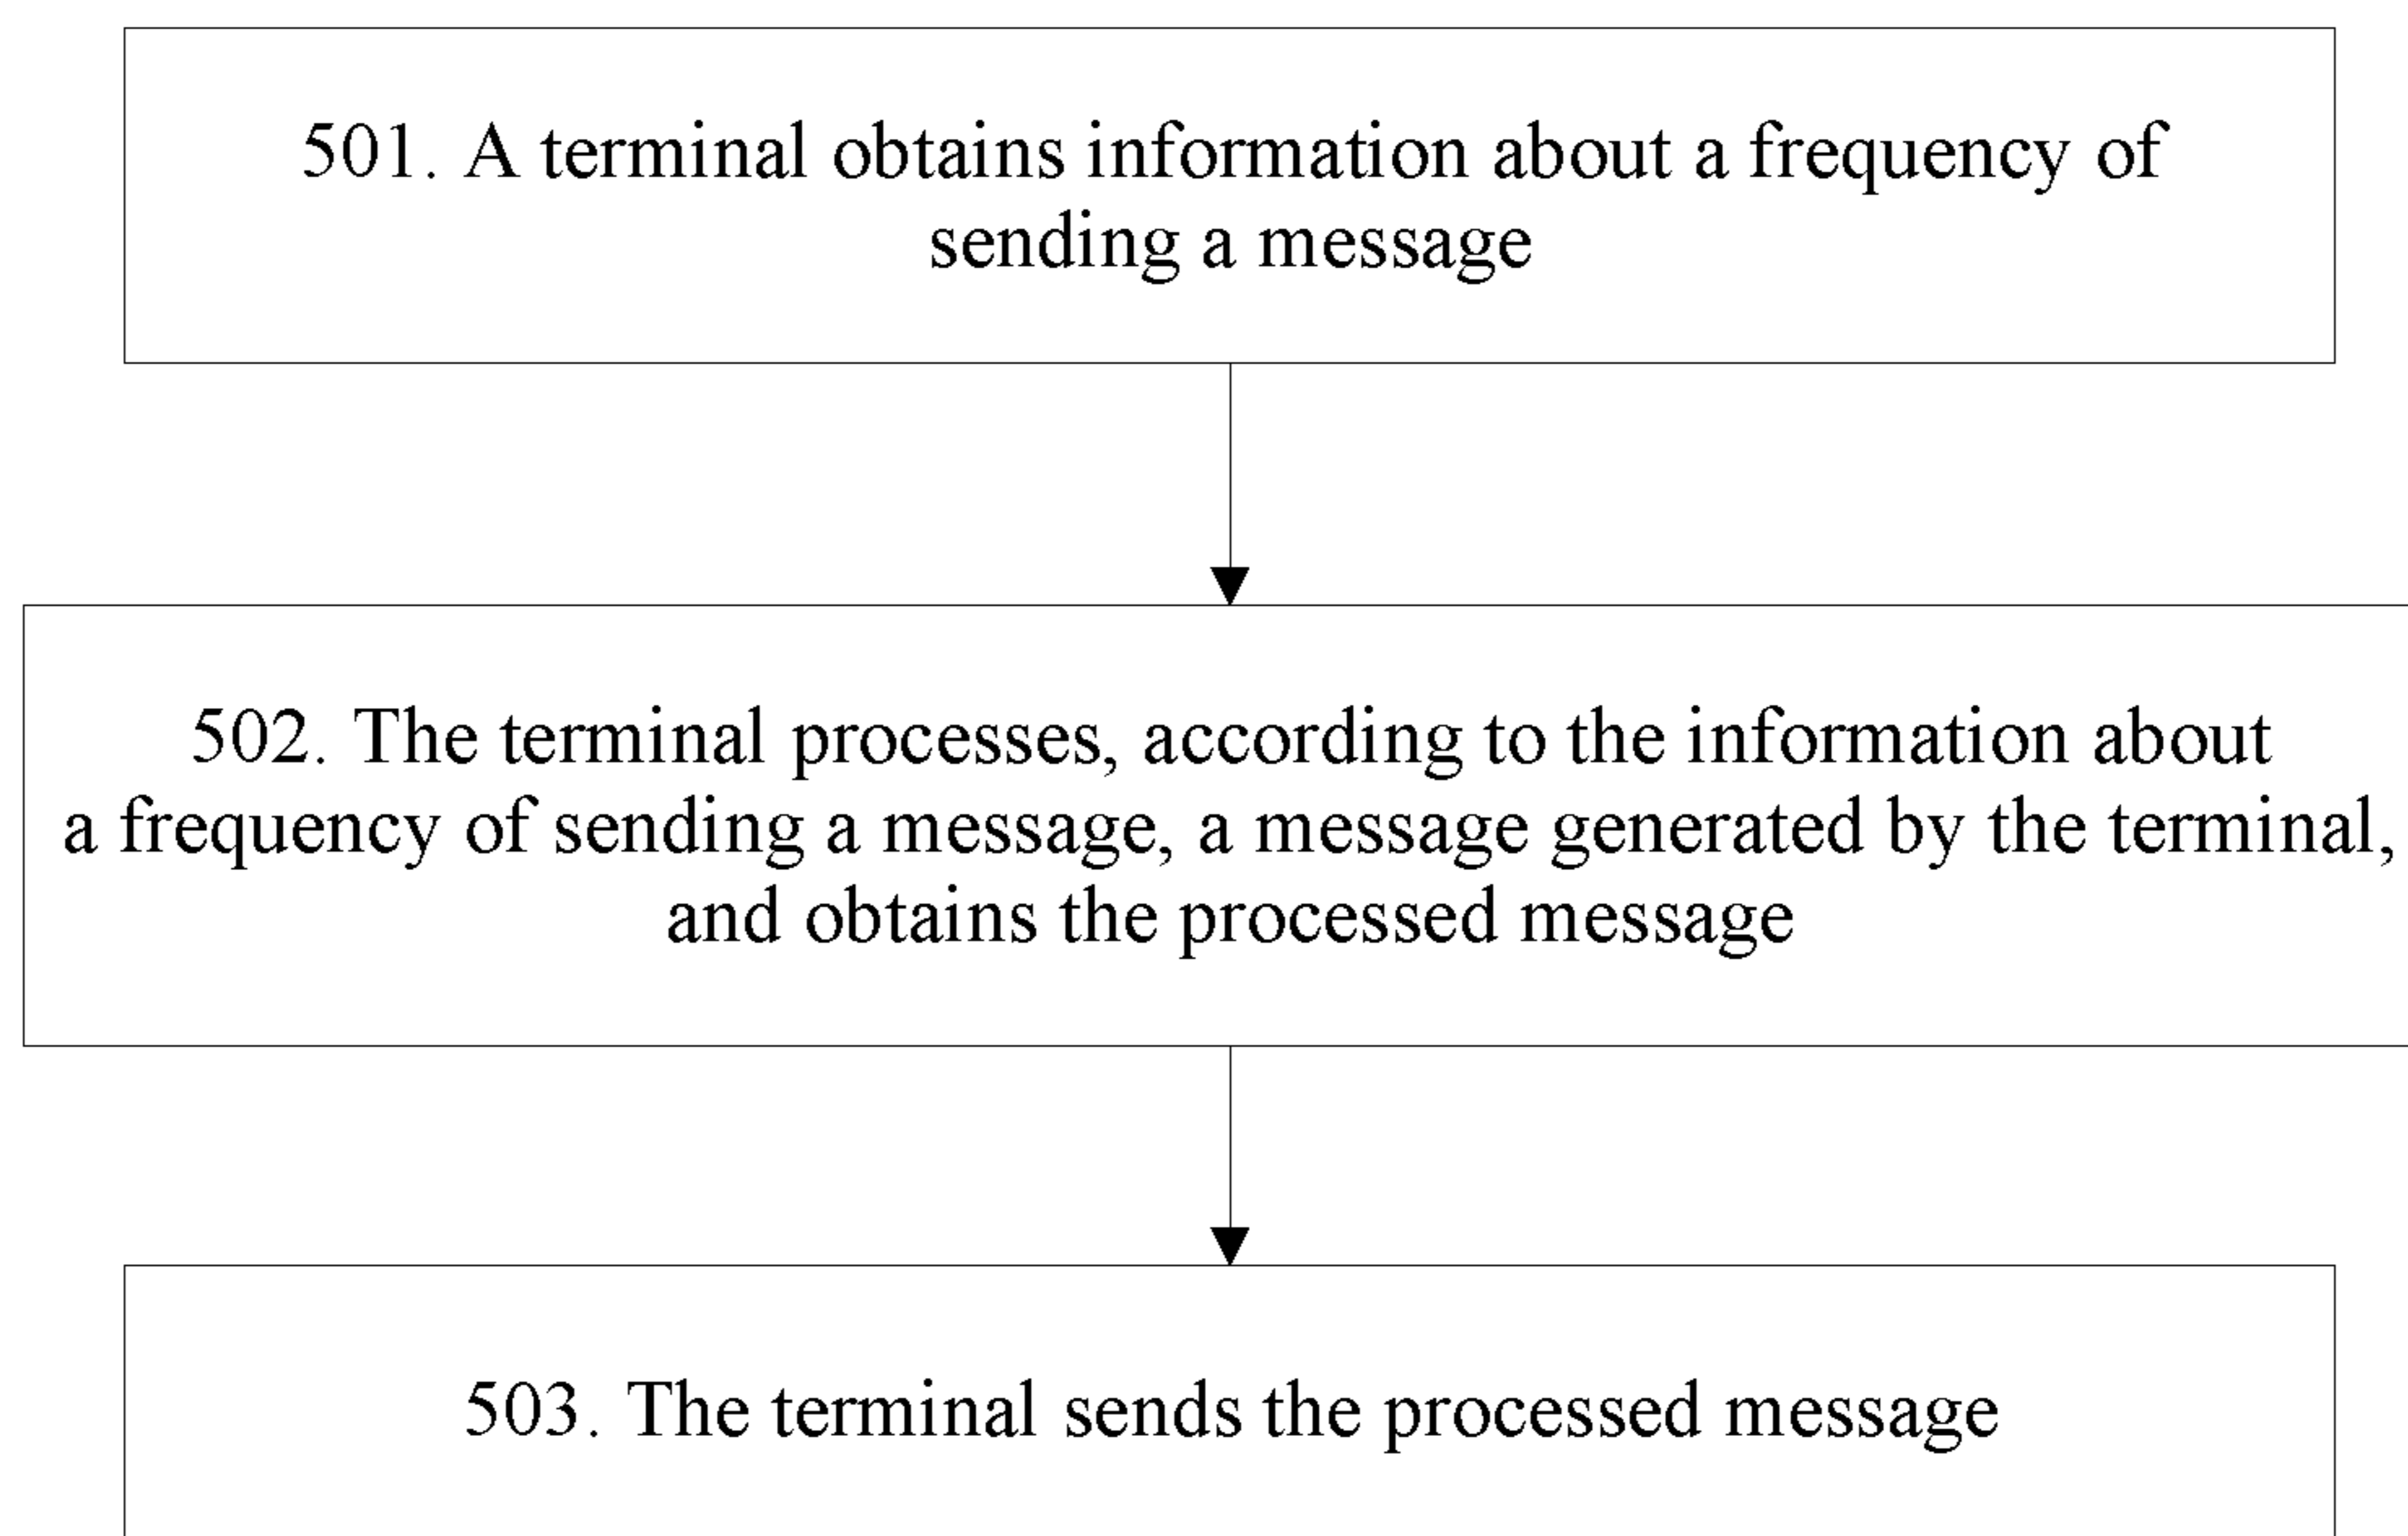 501. A terminal obtains information about a frequency of
sending a message
502. The terminal processes, according to the information about
a frequency of sending a message, a message generated by the terminal,
and obtains the processed message
503. The terminal sends the processed message